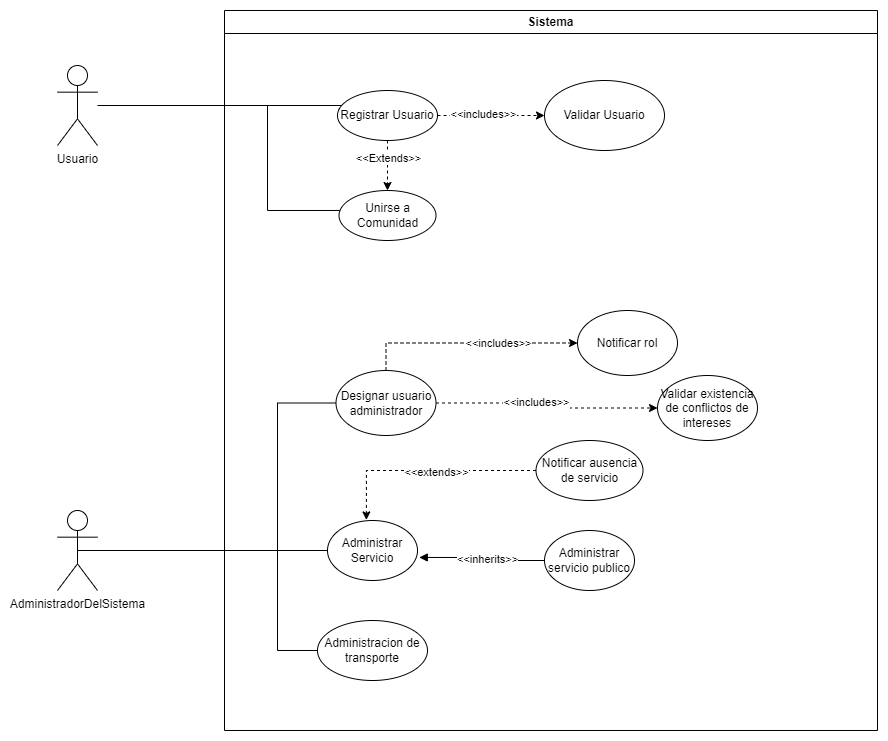 Sistema
Usuario
Registrar Usuario
<<includes>>
Validar Usuario
<<Extends>>
Unirse a
Comunidad
<<includes>>
Notificar rol
Designar usuario
administrador
<<includes>>
Validar existencia
de conflictos de
intereses
<<extends>>
Notificar ausencia
de servicio
AdministradorDelSistema
Administrar
Servicio
<<inherits>>
Administrar
servicio publico
Administracion de
transporte